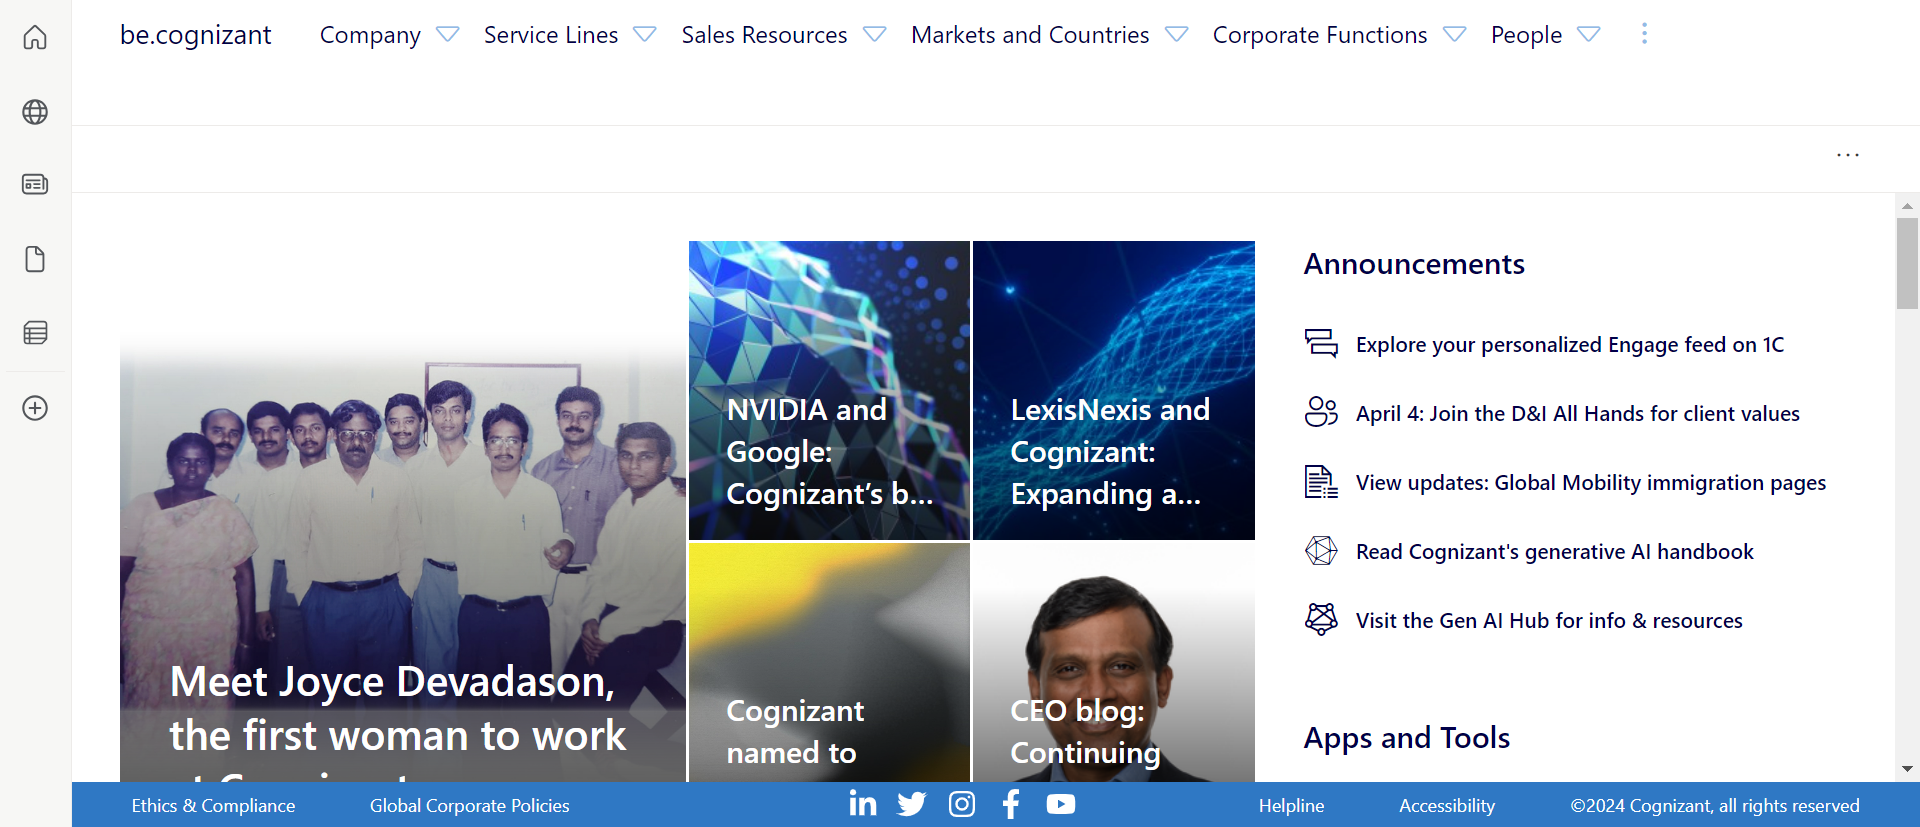 be.cognizant
Company
Service Lines
Sales Resources
Markets and Countries
Corporate Functions
People
Meet Joyce Devadason,
the first woman to work
NVIDIA and
Google:
Cognizant’s b...
LexisNexis and
Cognizant:
Expanding a...
Cognizant
named to
CEO blog:
Continuing
Announcements
Explore your personalized Engage feed on 1C
April 4: Join the D&I All Hands for client values
View updates: Global Mobility immigration pages
Read Cognizant's generative AI handbook
Visit the Gen AI Hub for info & resources
Apps and Tools
Ethics & Compliance
Global Corporate Policies
Helpline
Accessibility
©2024 Cognizant, all rights reserved